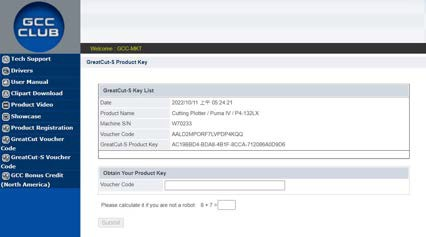 GCC
CLUB
Welcome : GCC-MKT
Tech Support
Drivers
User Manual
Clipart Download
Product Video
Showcase
Product Registration
GreatCut Voucher
Code
GreatCut-S Voucher
Code
GCC Bonus Credit
(North America)
GreatCut-S Product Key
GreatCut-S Key List
Date 2022/10/11 上午 05:24:21
Product Name Cutting Plotter / Puma IV / P4-132LX
Machine S/N W70233
Voucher Code AALD2MPORF7LVPDP4KQQ
GreatCut-S Product Key AC19BBD4-BDA8-4B1F-8CCA-712086A0D9D6
Obtain Your Product Key
Voucher Code
Please calculate it if you are not a robot 6 + 7 =
Submit